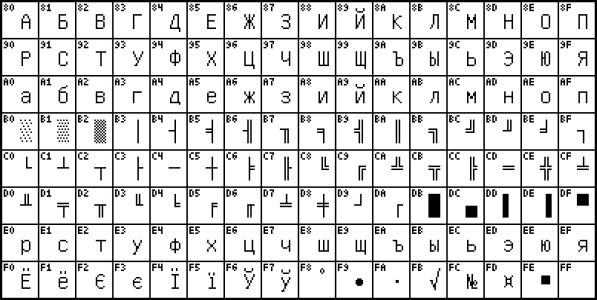 80 81 82 83 84 85 86 87 88 89 8A 8B 8C 8D 8E 8F
А Б В Г Д Е Ж З И Й К Л М Н О П
90 91 92 93 94 95 96 97 98 99 9A 9B 9C 9D 9E 9F
Р С Т У Ф Х Ц Ч Ш Щ Ъ Ы Ь Э Ю Я
A0 A1 A2 A3 A4 A5 A6 A7 A8 A9 AA AB AC AD AE AF
а б в г д е ж з и й к л м н о п
B0 B1 B2 B3 B4 B5 B6 B7 B8 B9 BA BB BC BD BE BF
░ ▒ ▓ │ ┤ ╡ ╢ ╖ ╕ ╣ ║ ╗ ╝ ╜ ╛ ┐
C0 C1 C2 C3 C4 C5 C6 C7 C8 C9 CA CB CC CD CE CF
└ ┴ ┬ ├ ─ ┼ ╞ ╟ ╚ ╔ ╩ ╦ ╠ ═ ╬ ╧
D0 D1 D2 D3 D4 D5 D6 D7 D8 D9 DA DB DC DD DE DF
╨ ╤ ╥ ╙ ╘ ╒ ╓ ╫ ╪ ┘ ┌ █ ▄ ▌ ▐ ▀
E0 E1 E2 E3 E4 E5 E6 E7 E8 E9 EA EB EC ED EE EF
р с т у ф х ц ч ш щ ъ ы ь э ю я
F0 F1 F2 F3 F4 F5 F6 F7 F8 F9 FA FB FC FD FE FF
Ё ё Є є Ї ї Ў ў ° ∙ · √ № ¤ ■